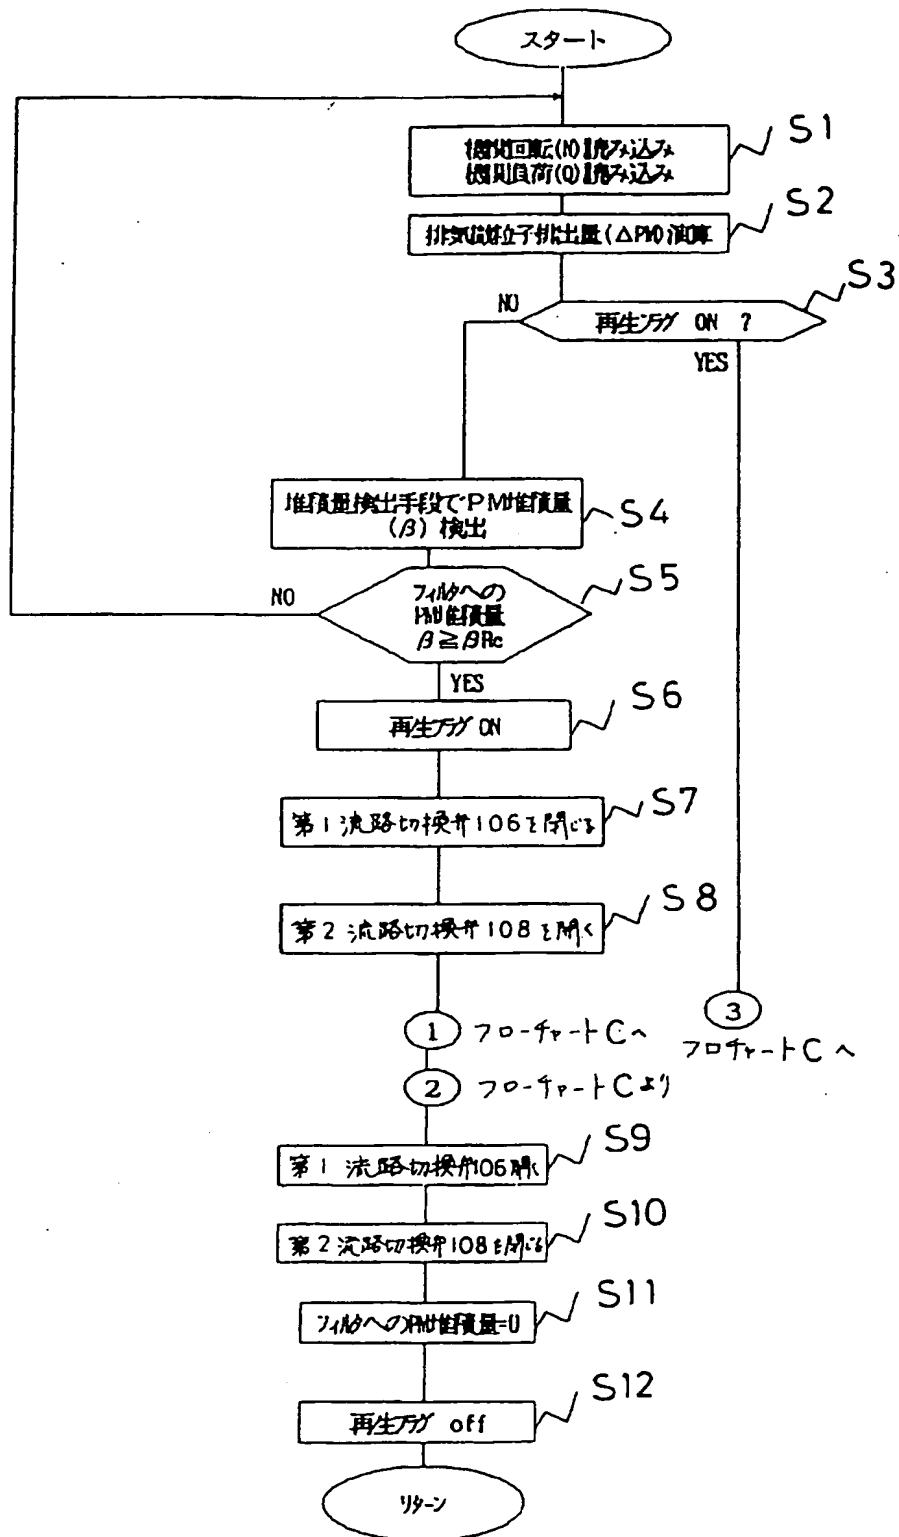 スタート
機関回転(N)読み込み
機関負荷(Q)読み込み
S1
排気微粒子排出量(△PM)演算
S2
再生フラグ ON ?
S3
NO
YES
堆積量検出手段でPM堆積量
(β) 検出
S4
フィルタへの
PM堆積量
β≧βRc
S5
NO
YES
再生フラグ ON
S6
第1流路切換弁106を閉じる
S7
第2流路切換弁108を開く
S8
1 フローチャートCへ
3
フローチャートCへ
2 フローチャートCより
第1 流路切換弁106開く
S9
第2流路切換弁108を閉じる
S10
フィルタへのPM堆積量=0
S11
再生フラグ off
S12
リターン